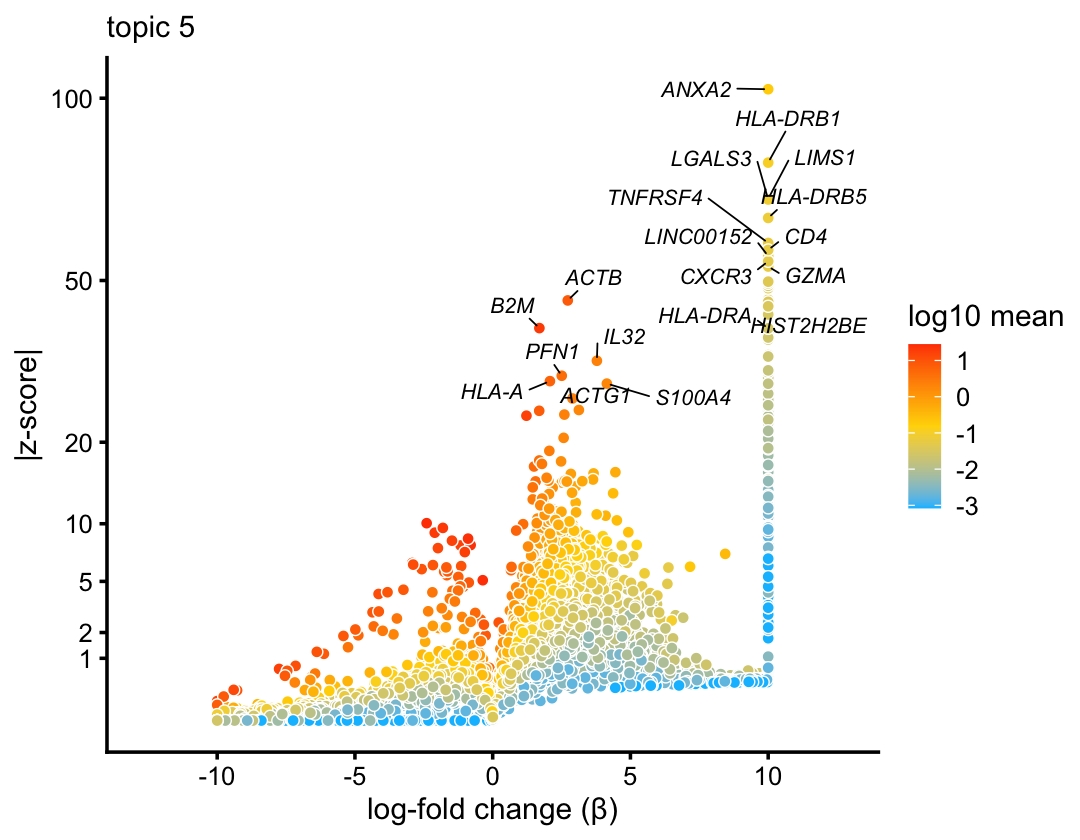 topic 5
100
50
20
10
5
2
1
|z-score|
ANXA2
HLA-DRB1
LGALS3
LIMS1
TNFRSF4
HLA-DRB5
LINC00152
CD4
CXCR3
GZMA
HLA-DRA
HIST2H2BE
ACTB
B2M
IL32
PFN1
HLA-A
ACTG1
S100A4
-10
-5
0
5
10
log-fold change (β)
log10 mean
1
0
-1
-2
-3